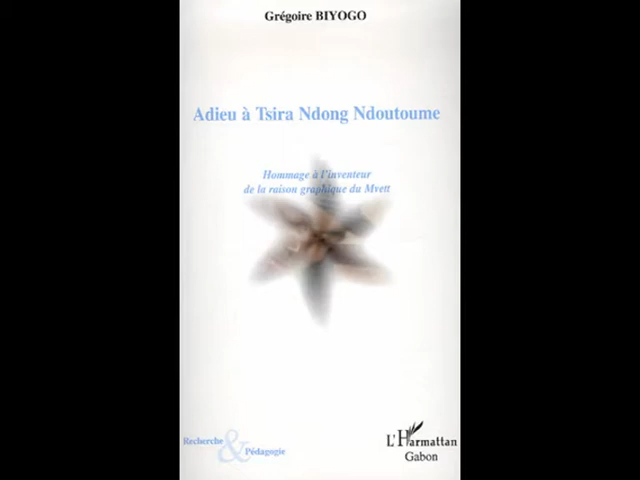 Grégoire BIYOGO
Adieu à Tsira Ndong Ndoutoume
Hommage à l'inventeur
de la raison graphique du Mvett
Recherche
&
Pédagogie
L'Harmattan
Gabon